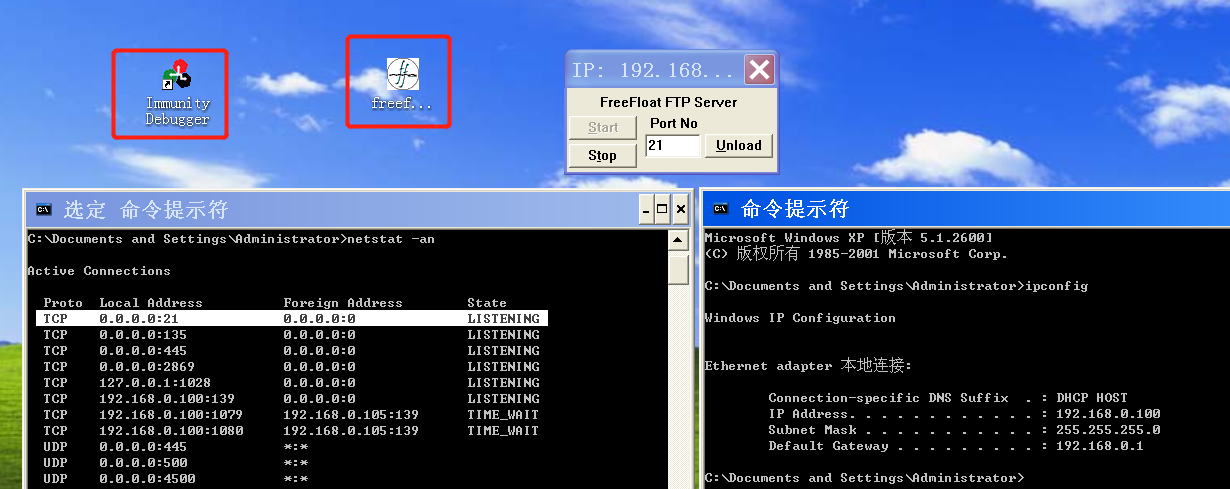 Immunity
Debugger
freef...
IP: 192.168...
FreeFloat FTP Server
Start
Port No
Stop
21
Unload
选定 命令提示符
C:\Documents and Settings\Administrator>netstat -an
Active Connections
Proto Local Address Foreign Address State
TCP 0.0.0.0:21 0.0.0.0:0 LISTENING
TCP 0.0.0.0:135 0.0.0.0:0 LISTENING
TCP 0.0.0.0:445 0.0.0.0:0 LISTENING
TCP 0.0.0.0:2869 0.0.0.0:0 LISTENING
TCP 127.0.0.1:1028 0.0.0.0:0 LISTENING
TCP 192.168.0.100:139 0.0.0.0:0 LISTENING
TCP 192.168.0.100:1079 192.168.0.105:139 TIME_WAIT
TCP 192.168.0.100:1080 192.168.0.105:139 TIME_WAIT
UDP 0.0.0.0:445 *:*
UDP 0.0.0.0:500 *:*
UDP 0.0.0.0:4500 *:*
命令提示符
Microsoft Windows XP [版本 5.1.2600]
(C) 版权所有 1985-2001 Microsoft Corp.
C:\Documents and Settings\Administrator>ipconfig
Windows IP Configuration
Ethernet adapter 本地连接:
Connection-specific DNS Suffix . : DHCP HOST
IP Address. . . . . . . . . . . . : 192.168.0.100
Subnet Mask . . . . . . . . . . . : 255.255.255.0
Default Gateway . . . . . . . . . : 192.168.0.1
C:\Documents and Settings\Administrator>